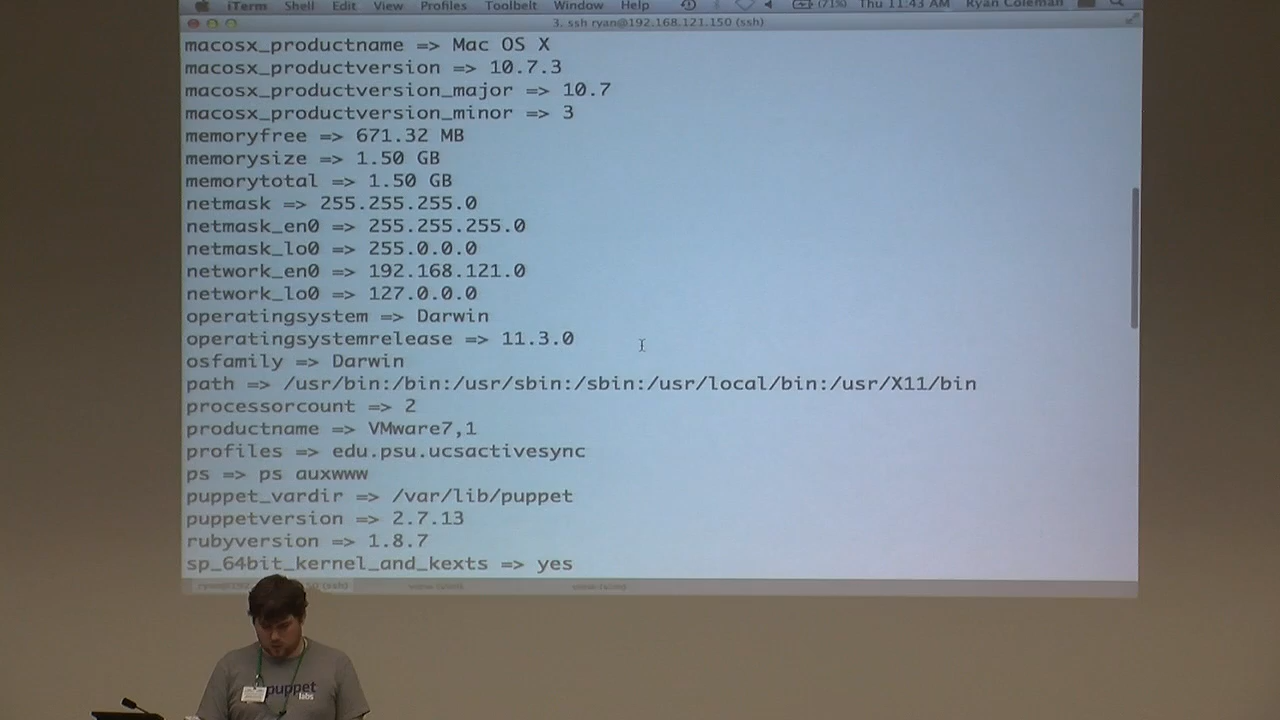 iTerm Shell Edit View Profiles Toolbelt Window Help (71%) Thu 11:43 AM Ryan Coleman
3. ssh ryan@192.168.121.150 (ssh)
macosx_productname => Mac OS X
macosx_productversion => 10.7.3
macosx_productversion_major => 10.7
macosx_productversion_minor => 3
memoryfree => 671.32 MB
memorysize => 1.50 GB
memorytotal => 1.50 GB
netmask => 255.255.255.0
netmask_en0 => 255.255.255.0
netmask_lo0 => 255.0.0.0
network_en0 => 192.168.121.0
network_lo0 => 127.0.0.0
operatingsystem => Darwin
operatingsystemrelease => 11.3.0
osfamily => Darwin
path => /usr/bin:/bin:/usr/sbin:/sbin:/usr/local/bin:/usr/X11/bin
processorcount => 2
productname => VMware7,1
profiles => edu.psu.ucsactivesync
ps => ps auxwww
puppet_vardir => /var/lib/puppet
puppetversion => 2.7.13
rubyversion => 1.8.7
sp_64bit_kernel_and_kexts => yes
puppet
labs